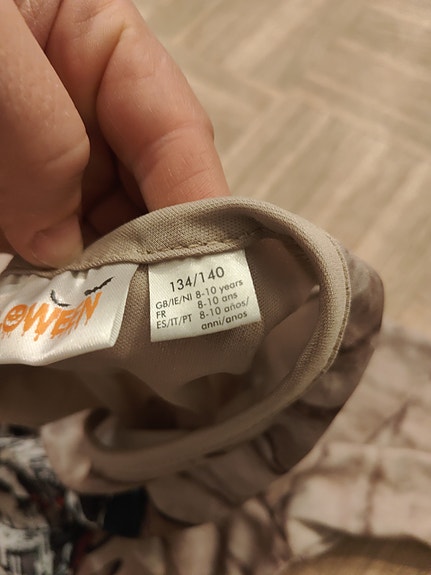 OWEEN
134/140
GB/IE/NI 8-10 years
FR 8-10 ans
ES/IT/PT 8-10 años/
anni/anos